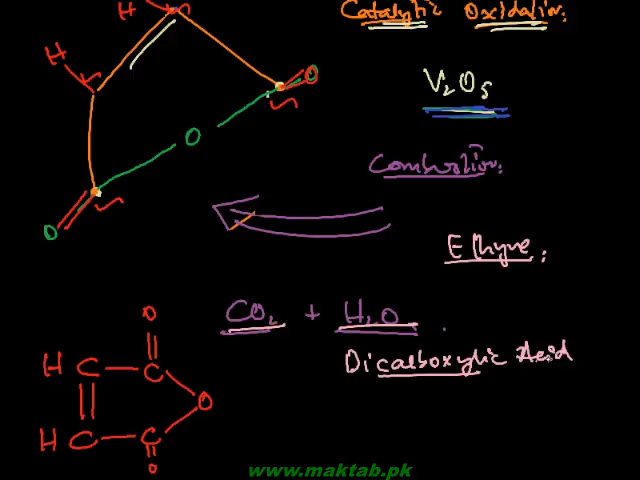 Catalytic Oxidation:
H
H
O
V2O5
O
Combustion:
O
Ethyne:
CO2 + H2O
O
Dicarboxylic Acid
H C C
O
H C C
O
www.maktab.pk